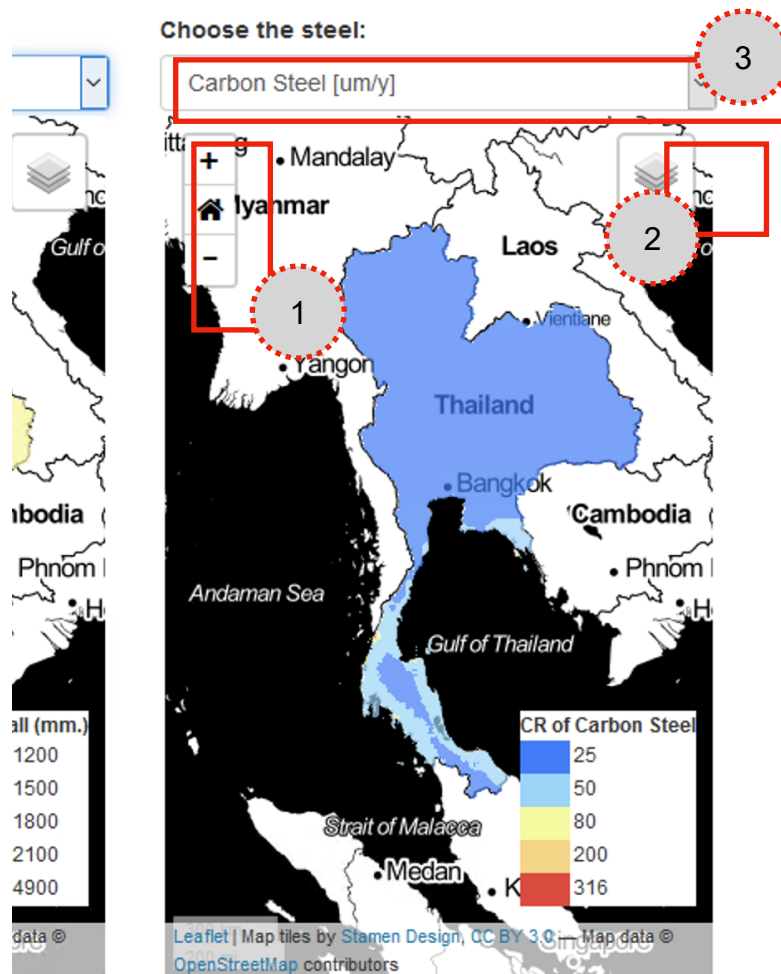 Choose the steel:
3
Carbon Steel [um/y]
+
Mandalay
yanmar
1
−
2
Gulf o
Laos
Vientiane
Yangon
Thailand
Bangkok
nbodia
Cambodia
Phnom
Phnom
H
H
Andaman Sea
Gulf of Thailand
all (mm.)
1200
1500
1800
2100
4900
CR of Carbon Steel
25
50
80
200
316
Strait of Malacca
Medan
K
data ©
Leaflet | Map tiles by Stamen Design, CC BY 3.0 — Map data ©
OpenStreetMap contributors